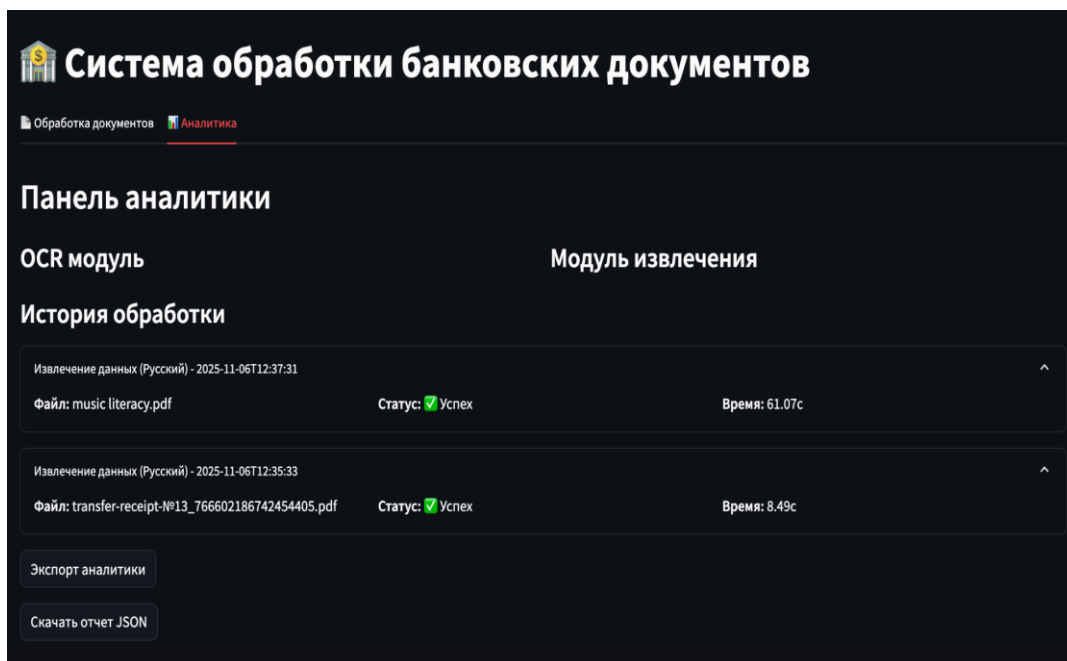 Система обработки банковских документов
Обработка документов Аналитика
Панель аналитики
OCR модуль Модуль извлечения
История обработки
Извлечение данных (Русский) - 2025-11-06T12:37:31
Файл: music literacy.pdf Статус: Успех Время: 61.07с
Извлечение данных (Русский) - 2025-11-06T12:35:33
Файл: transfer-receipt-№13_766602186742454405.pdf Статус: Успех Время: 8.49с
Экспорт аналитики
Скачать отчет JSON